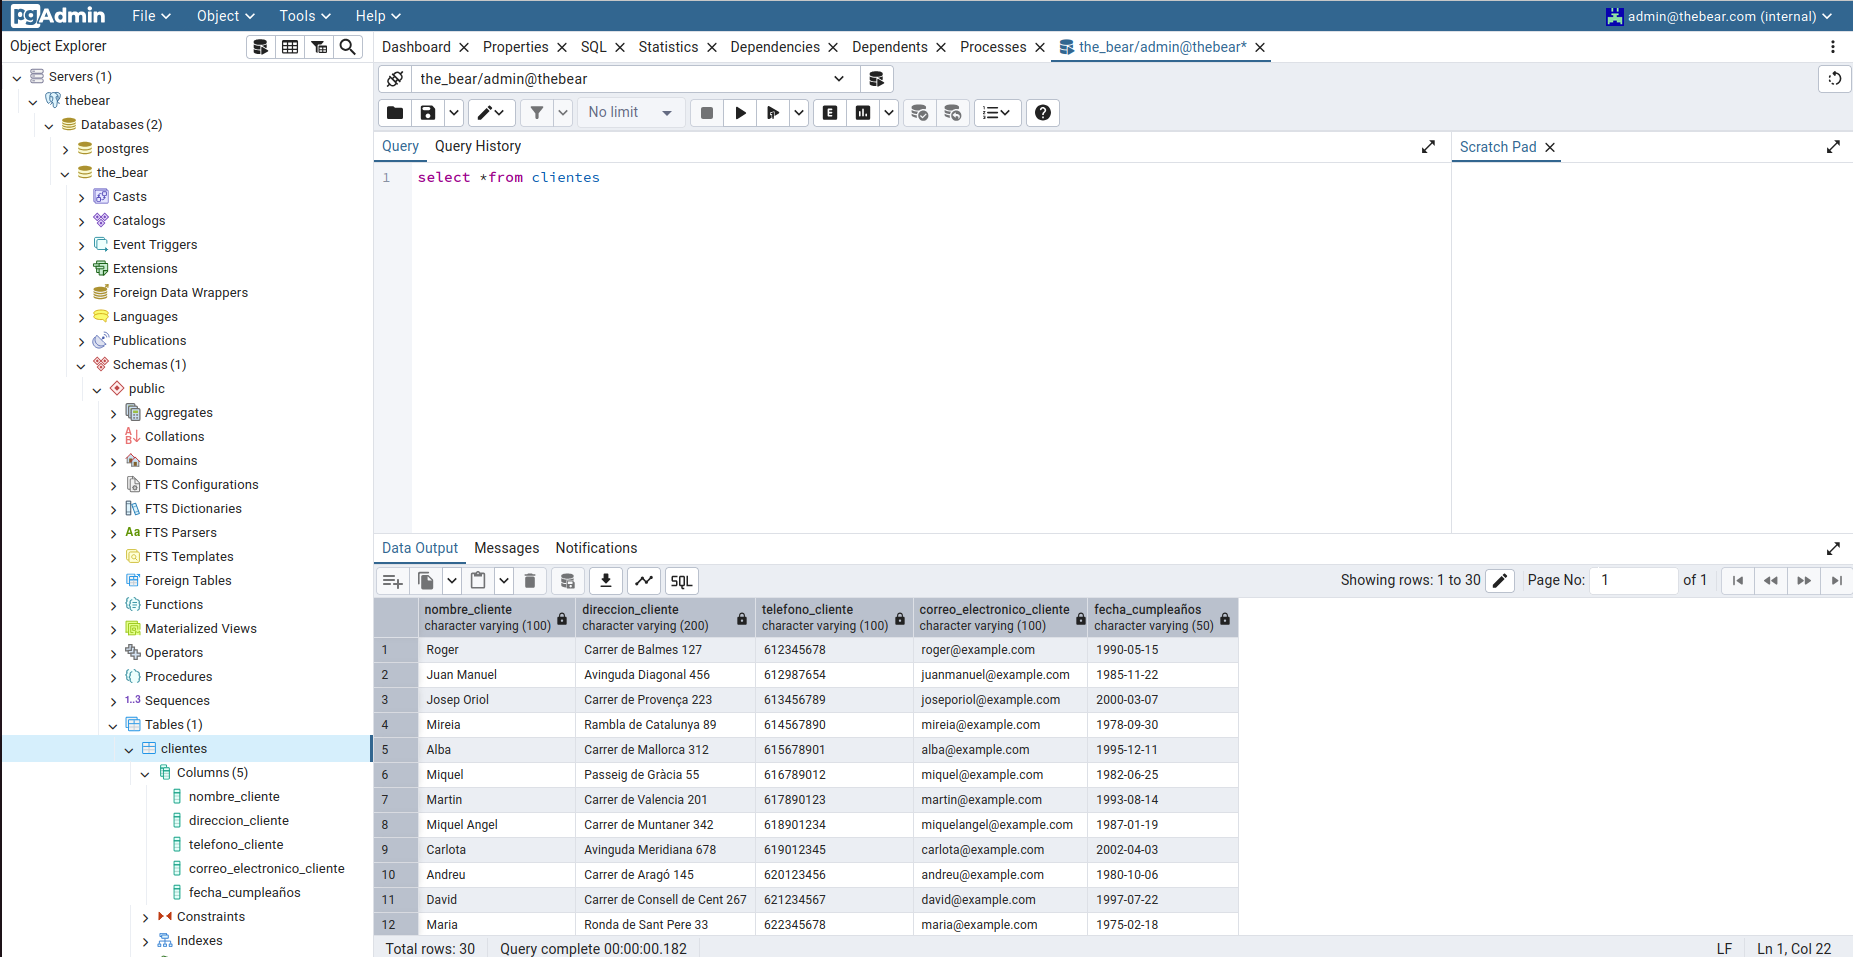 pgAdmin File Object Tools Help admin@thebear.com (internal)
Object Explorer
Dashboard Properties SQL Statistics Dependencies Dependents Processes the_bear/admin@thebear*
Servers (1)
thebear
Databases (2)
postgres
the_bear
Casts
Catalogs
Event Triggers
Extensions
Foreign Data Wrappers
Languages
Publications
Schemas (1)
public
Aggregates
Collations
Domains
FTS Configurations
FTS Dictionaries
Aa FTS Parsers
FTS Templates
Foreign Tables
Functions
Materialized Views
Operators
Procedures
1..3 Sequences
Tables (1)
clientes
Columns (5)
nombre_cliente
direccion_cliente
telefono_cliente
correo_electronico_cliente
fecha_cumpleaños
Constraints
Indexes
the_bear/admin@thebear
No limit E
Query Query History
Scratch Pad
1 select *from clientes
Data Output Messages Notifications
SQL Showing rows: 1 to 30 Page No: 1 of 1
nombre_cliente direccion_cliente telefono_cliente correo_electronico_cliente fecha_cumpleaños
character varying (100) character varying (200) character varying (100) character varying (100) character varying (50)
1 Roger Carrer de Balmes 127 612345678 roger@example.com 1990-05-15
2 Juan Manuel Avinguda Diagonal 456 612987654 juanmanuel@example.com 1985-11-22
3 Josep Oriol Carrer de Provença 223 613456789 joseporiol@example.com 2000-03-07
4 Mireia Rambla de Catalunya 89 614567890 mireia@example.com 1978-09-30
5 Alba Carrer de Mallorca 312 615678901 alba@example.com 1995-12-11
6 Miquel Passeig de Gràcia 55 616789012 miquel@example.com 1982-06-25
7 Martin Carrer de Valencia 201 617890123 martin@example.com 1993-08-14
8 Miquel Angel Carrer de Muntaner 342 618901234 miquelangel@example.com 1987-01-19
9 Carlota Avinguda Meridiana 678 619012345 carlota@example.com 2002-04-03
10 Andreu Carrer de Aragó 145 620123456 andreu@example.com 1980-10-06
11 David Carrer de Consell de Cent 267 621234567 david@example.com 1997-07-22
12 Maria Ronda de Sant Pere 33 622345678 maria@example.com 1975-02-18
Total rows: 30 Query complete 00:00:00.182 LF Ln 1, Col 22